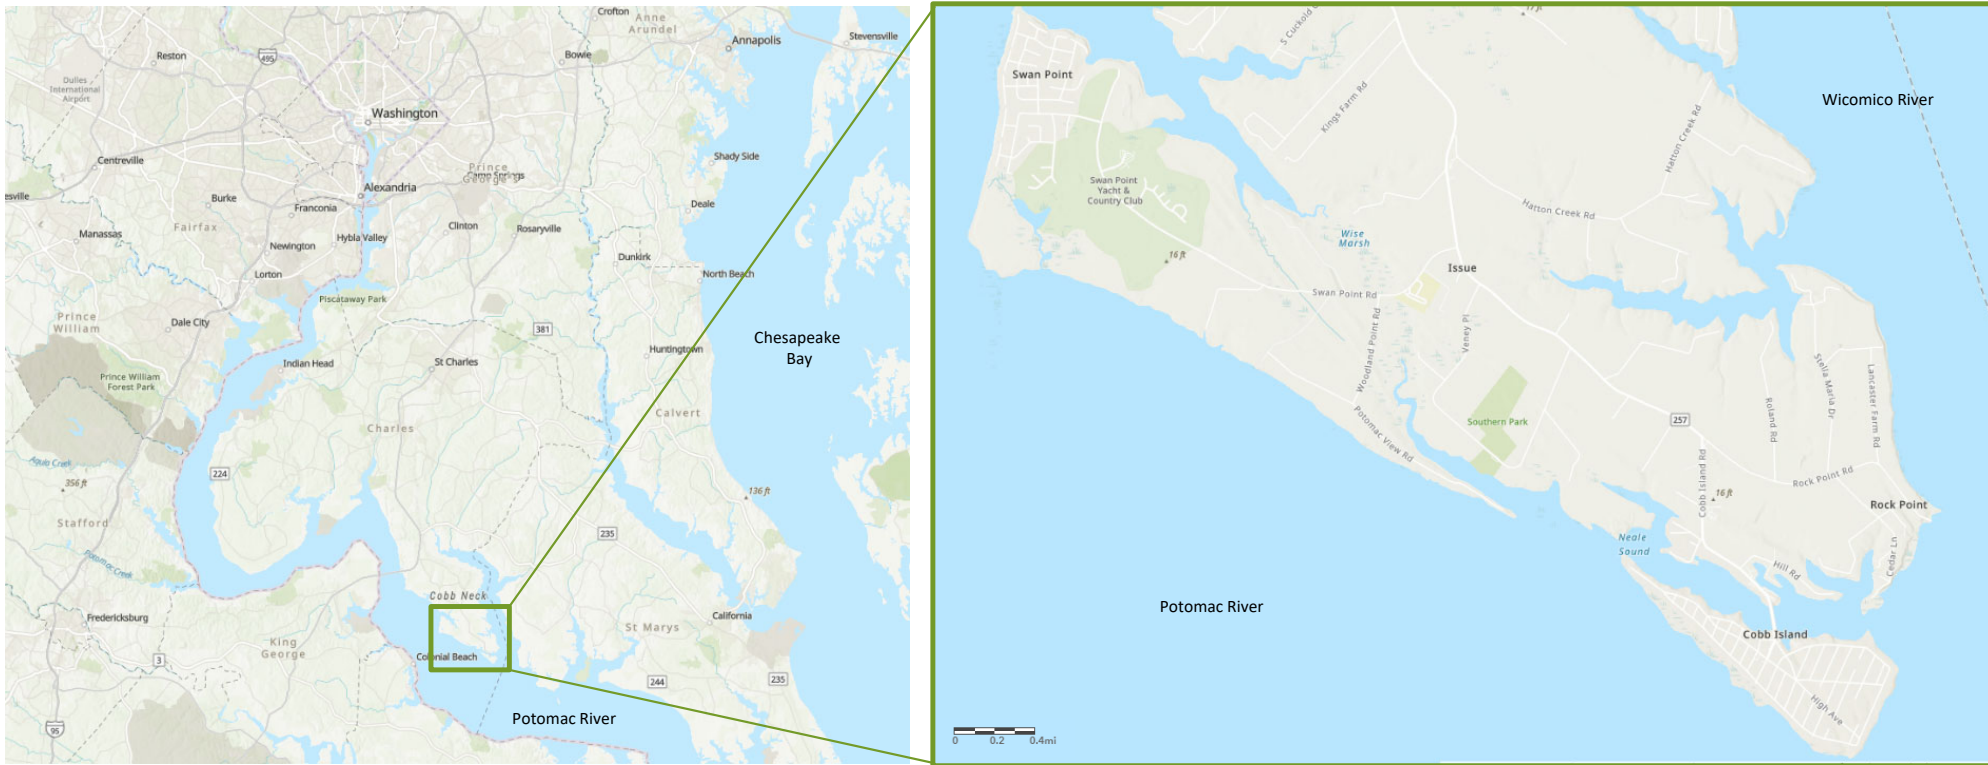 Crofton
Anne
Arundel
Annapolis
Stevensville
Reston
495
Bowie
Dulles
International
Airport
Washington
Centreville
Shady Side
Prince
George's
Camp Springs
Alexandria
esville
Burke
Franconia
Deale
Fairfax
Clinton
Rosaryville
Manassas
Hybla Valley
Newington
Dunkirk
Lorton
North Beach
Piscataway Park
Prince
William
Dale City
381
Chesapeake
Bay
Huntingtown
Indian Head
St Charles
Prince William
Forest Park
Calvert
Charles
Aquia Creek
224
356 ft
136 ft
Stafford
235
Potomac Creek
Cobb Neck
Fredericksburg
California
St Marys
King
George
3
Colonial Beach
244
235
Potomac River
95
17 ft
S Cuckold C
Swan Point
Wicomico River
Kings Farm Rd
Hatton Creek Rd
Swan Point
Yacht &
Country Club
Hatton Creek Rd
Wise
Marsh
16 ft
Issue
Swan Point Rd
Woodland Point Rd
Veney Pl
Stella Maria Dr
Lancaster Farm Rd
Roland Rd
Southern Park
257
Potomac View Rd
Cobb Island Rd
Rock Point Rd
16 ft
Rock Point
Neale
Sound
Hill Rd
Cedar Ln
Potomac River
Cobb Island
High Ave
0 0.2 0.4mi